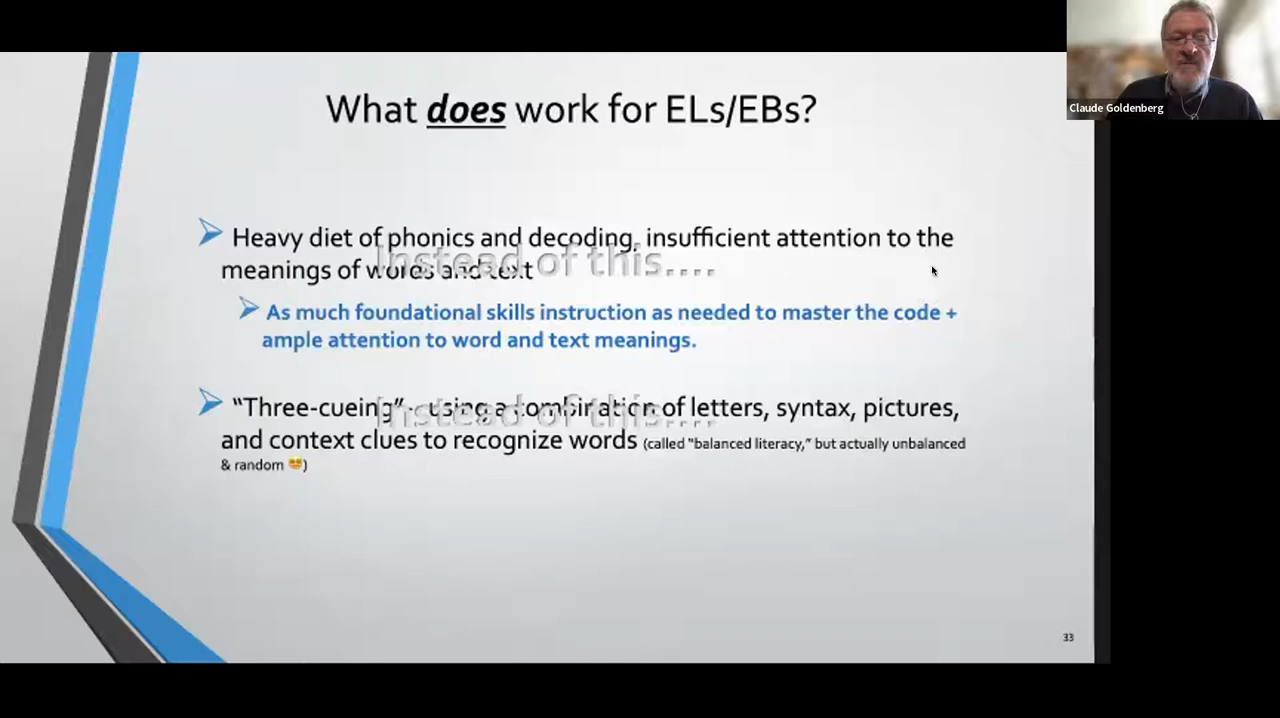 Claude Goldenberg
What does work for ELs/EBs?
Heavy diet of phonics and decoding, insufficient attention to the
Instead of this....
meanings of words and text
As much foundational skills instruction as needed to master the code +
ample attention to word and text meanings.
“Three-cueing” - using a combination of letters, syntax, pictures,
Instead of this....
and context clues to recognize words (called “balanced literacy,” but actually unbalanced
& random 😍)
33